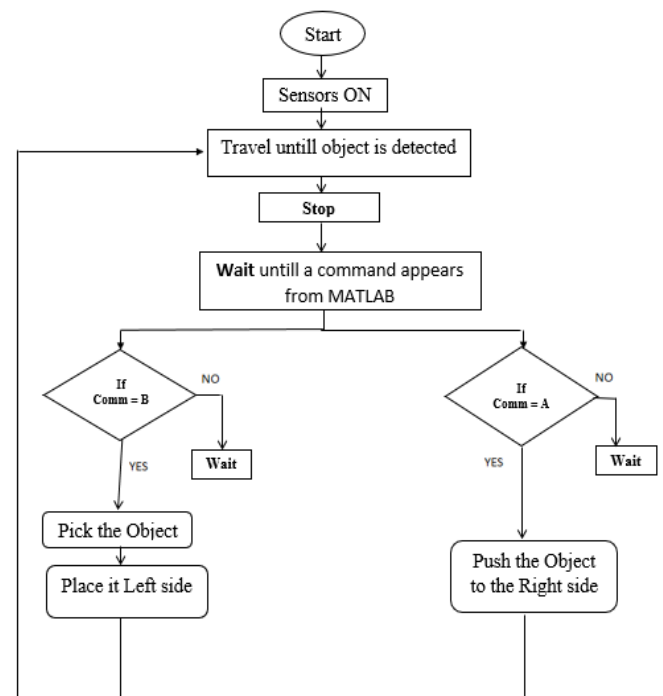 Start
Sensors ON
Travel untill object is detected
Stop
Wait untill a command appears
from MATLAB
If
Comm = B
NO
YES
Wait
Pick the Object
Place it Left side
If
Comm = A
NO
YES
Wait
Push the Object
to the Right side